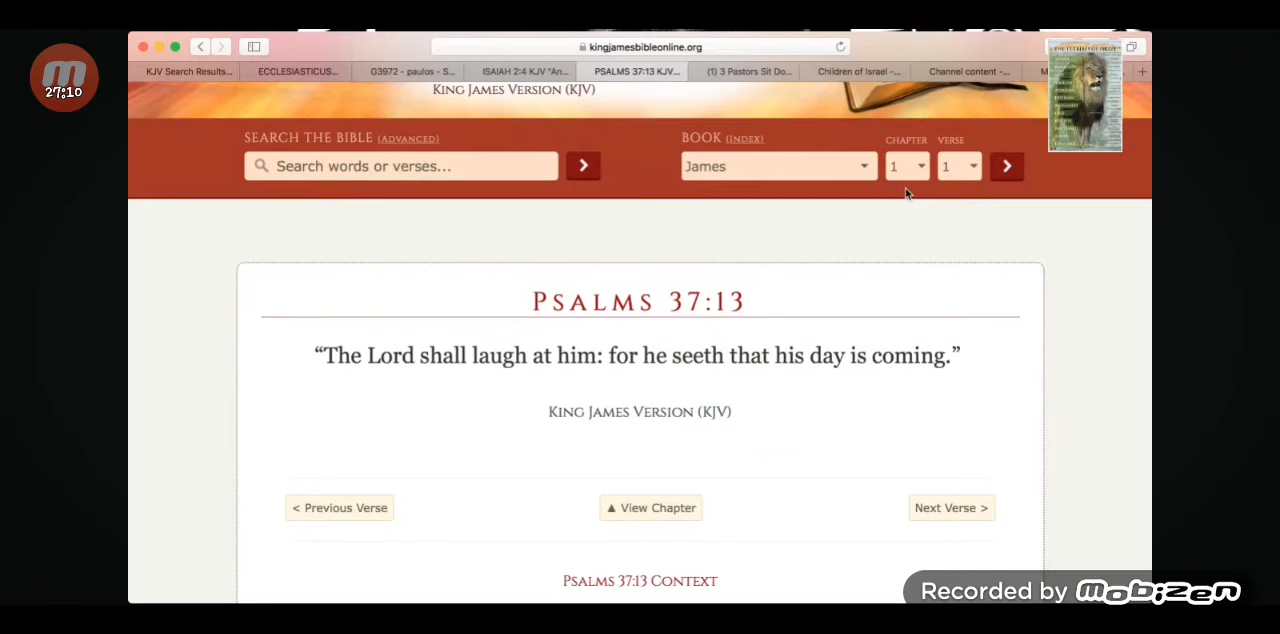 27:10
kingjamesbibleonline.org
KJV Search Results...
ECCLESIASTICUS...
G3972 - paulos - S...
ISAIAH 2:4 KJV "An...
PSALMS 37:13 KJV...
(1) 3 Pastors Sit Do...
Children of Israel -...
Channel content -...
King James Version (KJV)
Search the Bible (Advanced)
Book (Index)
Chapter
Verse
Search words or verses...
James
1
1
Psalms 37:13
“The Lord shall laugh at him: for he seeth that his day is coming.”
King James Version (KJV)
< Previous Verse
▲ View Chapter
Next Verse >
Psalms 37:13 Context
Recorded by mobizen